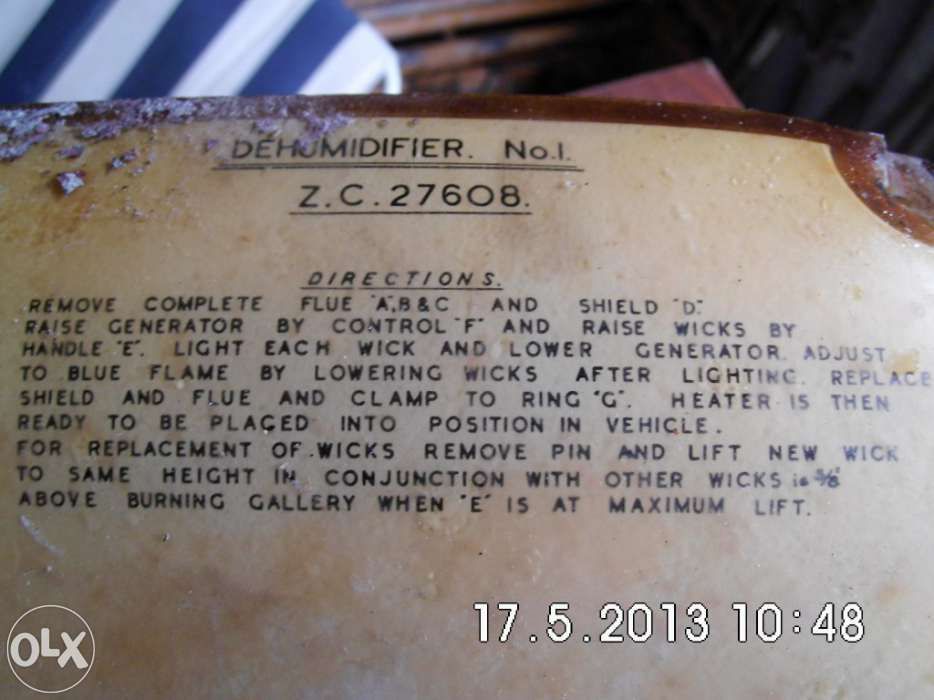 DEHUMIDIFIER. No.1.
Z.C.27608.
DIRECTIONS.
REMOVE COMPLETE FLUE "A,B&C AND SHIELD "D".
RAISE GENERATOR BY CONTROL "F" AND RAISE WICKS BY
HANDLE "E". LIGHT EACH WICK AND LOWER GENERATOR. ADJUST
TO BLUE FLAME BY LOWERING WICKS AFTER LIGHTING. REPLACE
SHIELD AND FLUE AND CLAMP TO RING "G". HEATER IS THEN
READY TO BE PLACED INTO POSITION IN VEHICLE.
FOR REPLACEMENT OF WICKS REMOVE PIN AND LIFT NEW WICK
TO SAME HEIGHT IN CONJUNCTION WITH OTHER WICKS ie
ABOVE BURNING GALLERY WHEN "E" IS AT MAXIMUM LIFT.
17.5.2013 10:48
OLX